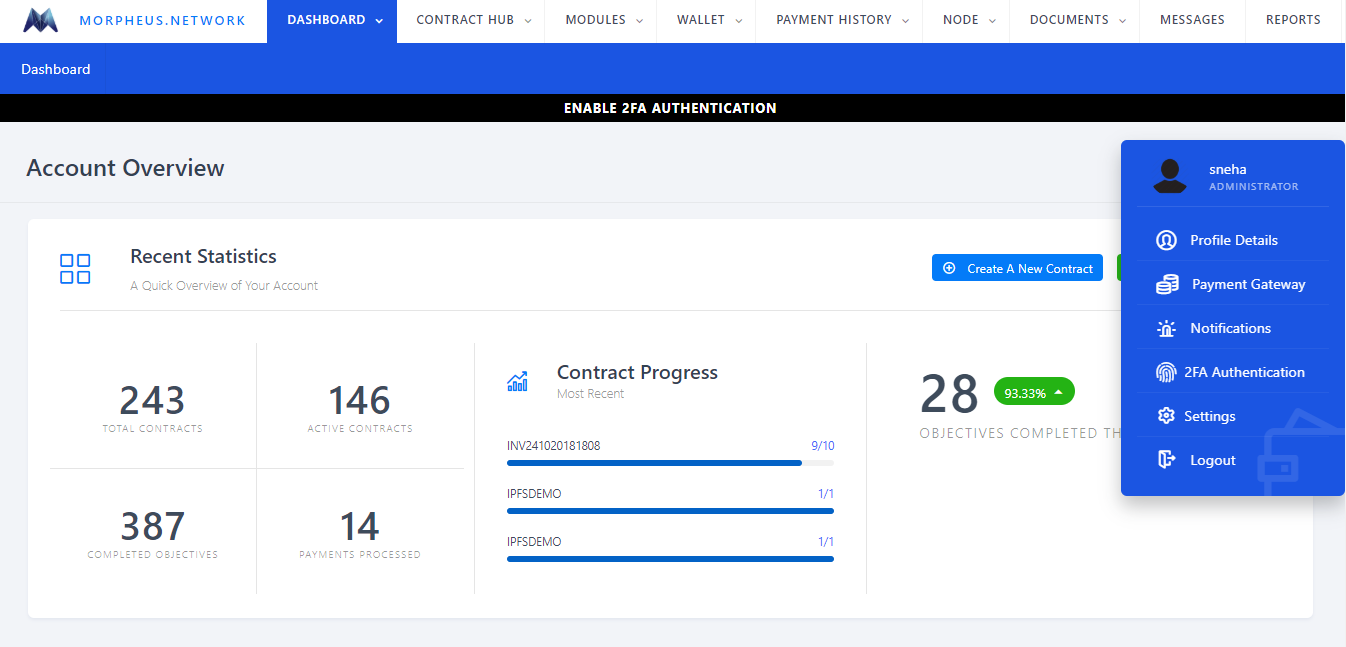 MORPHEUS.NETWORK
DASHBOARD
CONTRACT HUB
MODULES
WALLET
PAYMENT HISTORY
NODE
DOCUMENTS
MESSAGES
REPORTS
Dashboard
ENABLE 2FA AUTHENTICATION
Account Overview
Recent Statistics
A Quick Overview of Your Account
Create A New Contract
243
TOTAL CONTRACTS
146
ACTIVE CONTRACTS
387
COMPLETED OBJECTIVES
14
PAYMENTS PROCESSED
Contract Progress
Most Recent
INV241020181808 9/10
IPFSDEMO 1/1
IPFSDEMO 1/1
28 93.33%
OBJECTIVES COMPLETED TH
sneha
ADMINISTRATOR
Profile Details
Payment Gateway
Notifications
2FA Authentication
Settings
Logout